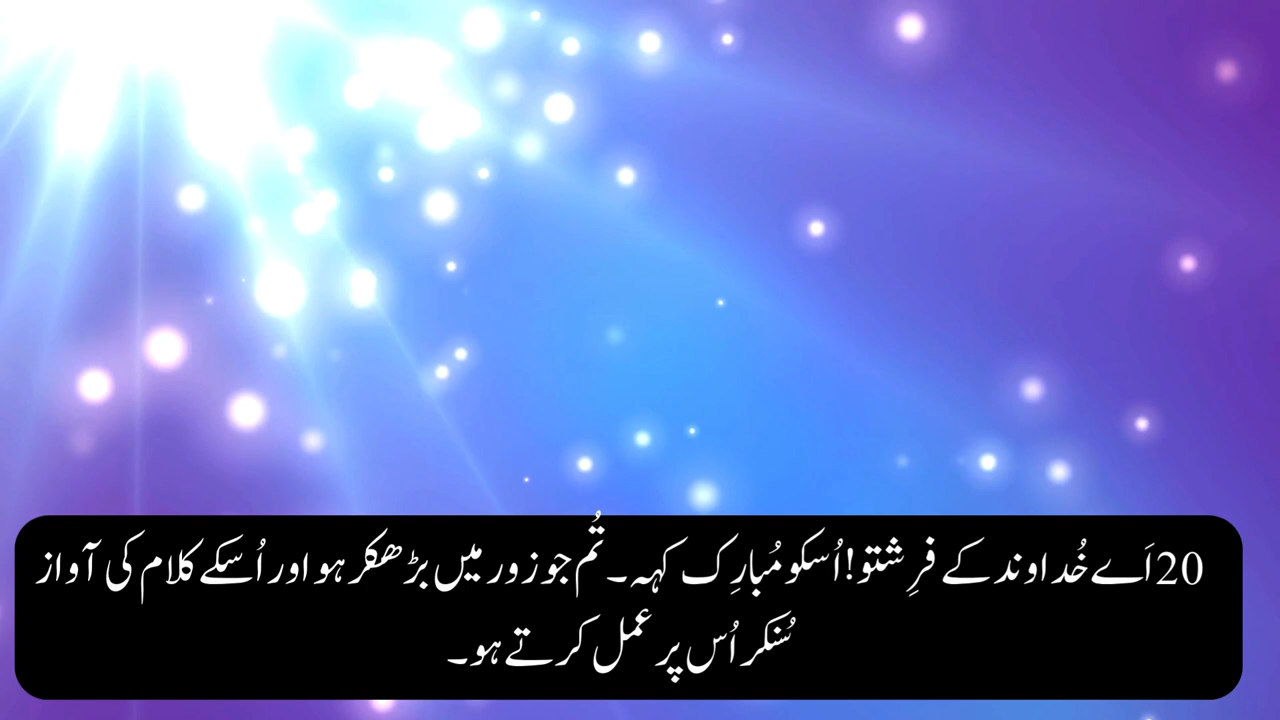 20اَے خُداوند کے فرِشتو!اُسکو مُبارِک کہہ۔ تُم جو زور میں بڑھکر ہو اور اُسکے کلام کی آواز
سُنکر اُس پر عمل کرتے ہو۔